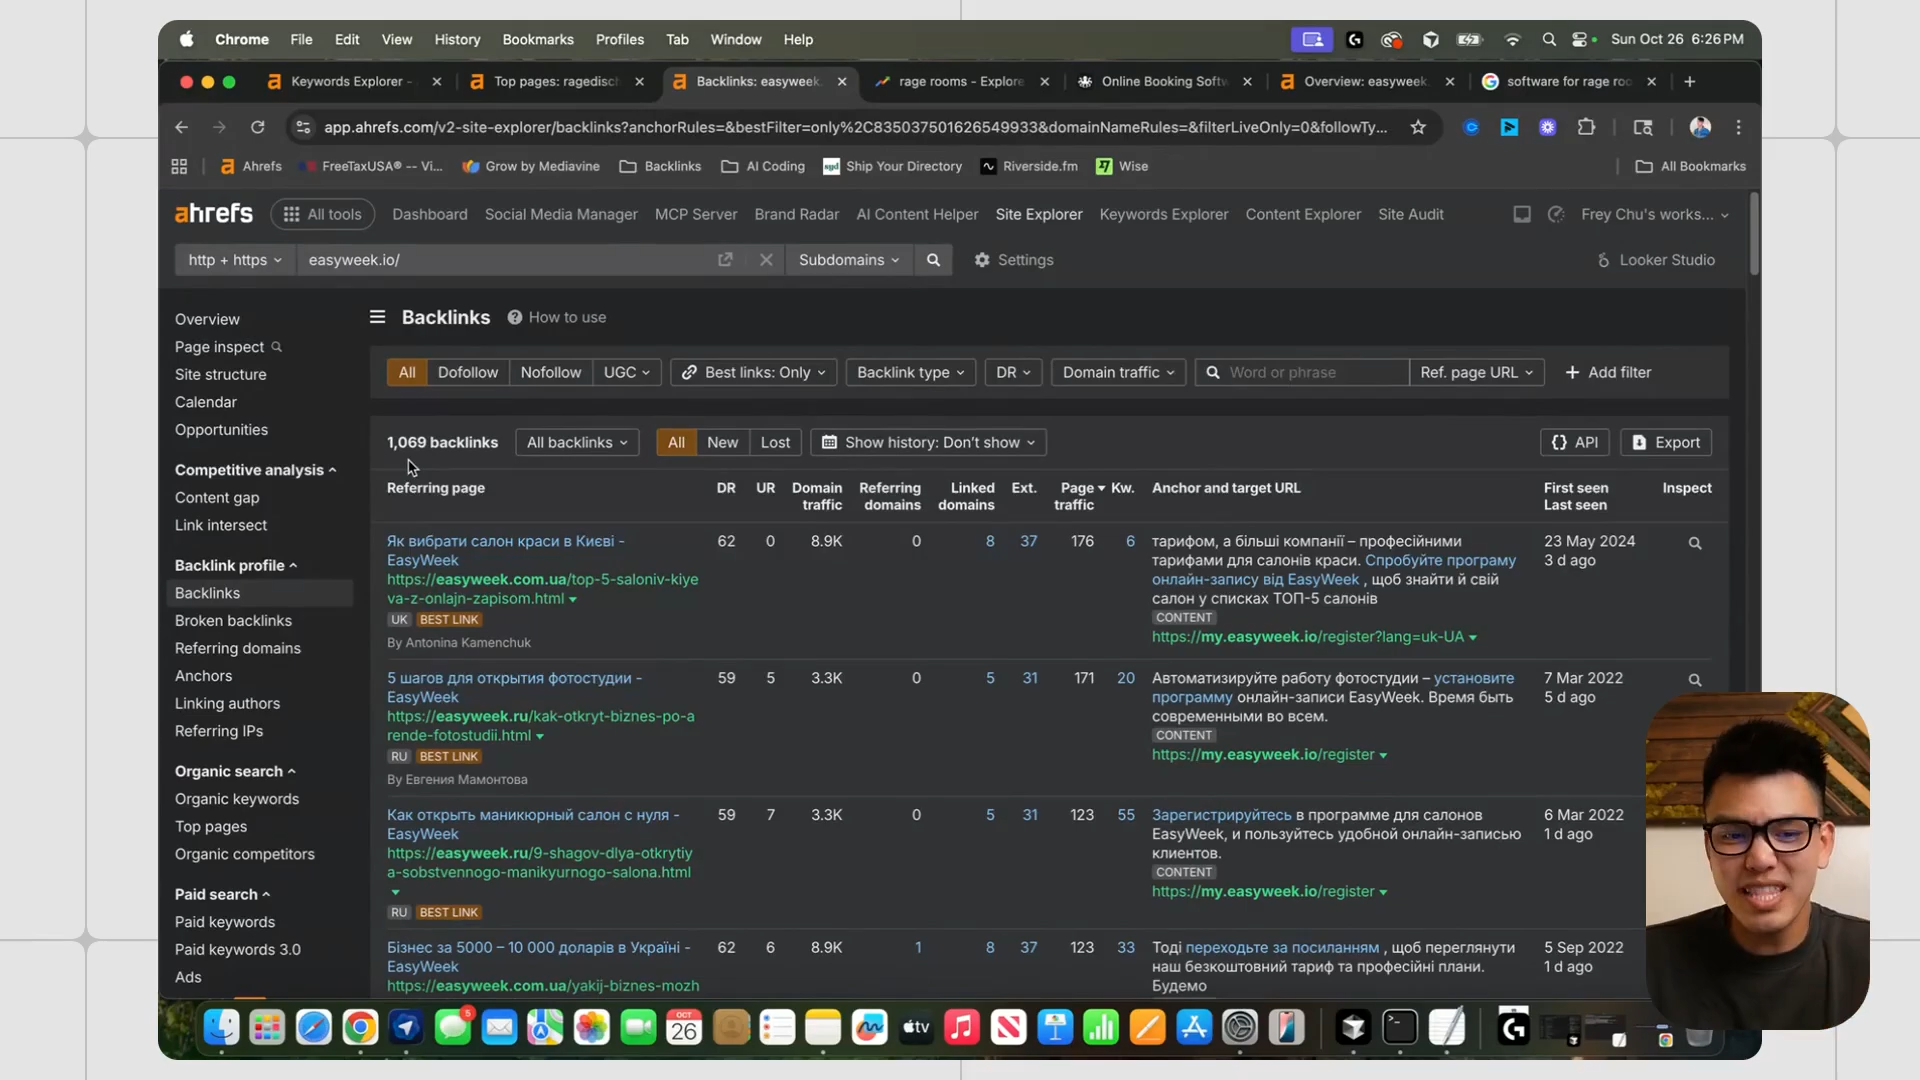 Chrome File Edit View History Bookmarks Profiles Tab Window Help Sun Oct 26 6:26 PM
Keywords Explorer - Top pages: ragedisch Backlinks: easyweek. rage rooms - Explore Online Booking Softw Overview: easyweek. software for rage roo
app.ahrefs.com/v2-site-explorer/backlinks?anchorRules=&bestFilter=only%2C835037501626549933&domainNameRules=&filterLiveOnly=0&followTy...
Ahrefs FreeTaxUSA® -- Vi... Grow by Mediavine Backlinks AI Coding Ship Your Directory Riverside.fm Wise All Bookmarks
ahrefs All tools Dashboard Social Media Manager MCP Server Brand Radar AI Content Helper Site Explorer Keywords Explorer Content Explorer Site Audit Frey Chu's works...
http + https easyweek.io/ Subdomains Settings Looker Studio
Overview
Page inspect
Site structure
Calendar
Opportunities
Competitive analysis
Content gap
Link intersect
Backlink profile
Backlinks
Broken backlinks
Referring domains
Anchors
Linking authors
Referring IPs
Organic search
Organic keywords
Top pages
Organic competitors
Paid search
Paid keywords
Paid keywords 3.0
Ads
Backlinks How to use
All Dofollow Nofollow UGC Best links: Only Backlink type DR Domain traffic Word or phrase Ref. page URL + Add filter
1,069 backlinks All backlinks All New Lost Show history: Don't show {} API Export
Referring page DR UR Domain traffic Referring domains Linked domains Ext. Page traffic Kw. Anchor and target URL First seen Last seen Inspect
Як вибрати салон краси в Києві -
EasyWeek
https://easyweek.com.ua/top-5-saloniv-kiye
va-z-onlajn-zapisom.html
UK BEST LINK
By Antonina Kamenchuk
62 0 8.9K 0 8 37 176 6
тарифом, а більші компанії – професійними
тарифами для салонів краси. Спробуйте програму
онлайн-запису від EasyWeek , щоб знайти й свій
салон у списках ТОП-5 салонів
CONTENT
https://my.easyweek.io/register?lang=uk-UA
23 May 2024
3 d ago
5 шагов для открытия фотостудии -
EasyWeek
https://easyweek.ru/kak-otkryt-biznes-po-a
rende-fotostudii.html
RU BEST LINK
By Евгения Мамонтова
59 5 3.3K 0 5 31 171 20
Автоматизируйте работу фотостудии – установите
программу онлайн-записи EasyWeek. Время быть
современными во всем.
CONTENT
https://my.easyweek.io/register
7 Mar 2022
5 d ago
Как открыть маникюрный салон с нуля -
EasyWeek
https://easyweek.ru/9-shagov-dlya-otkrytiy
a-sobstvennogo-manikyurnogo-salona.html
RU BEST LINK
59 7 3.3K 0 5 31 123 55
Зарегистрируйтесь в программе для салонов
EasyWeek, и пользуйтесь удобной онлайн-записью
клиентов.
CONTENT
https://my.easyweek.io/register
6 Mar 2022
1 d ago
Бізнес за 5000 – 10 000 доларів в Україні -
EasyWeek
https://easyweek.com.ua/yakij-biznes-mozh
62 6 8.9K 1 8 37 123 33
Тоді переходьте за посиланням , щоб переглянути
наш безкоштовний тариф та професійні плани.
Будемо
5 Sep 2022
1 d ago
5 tv OCT 26